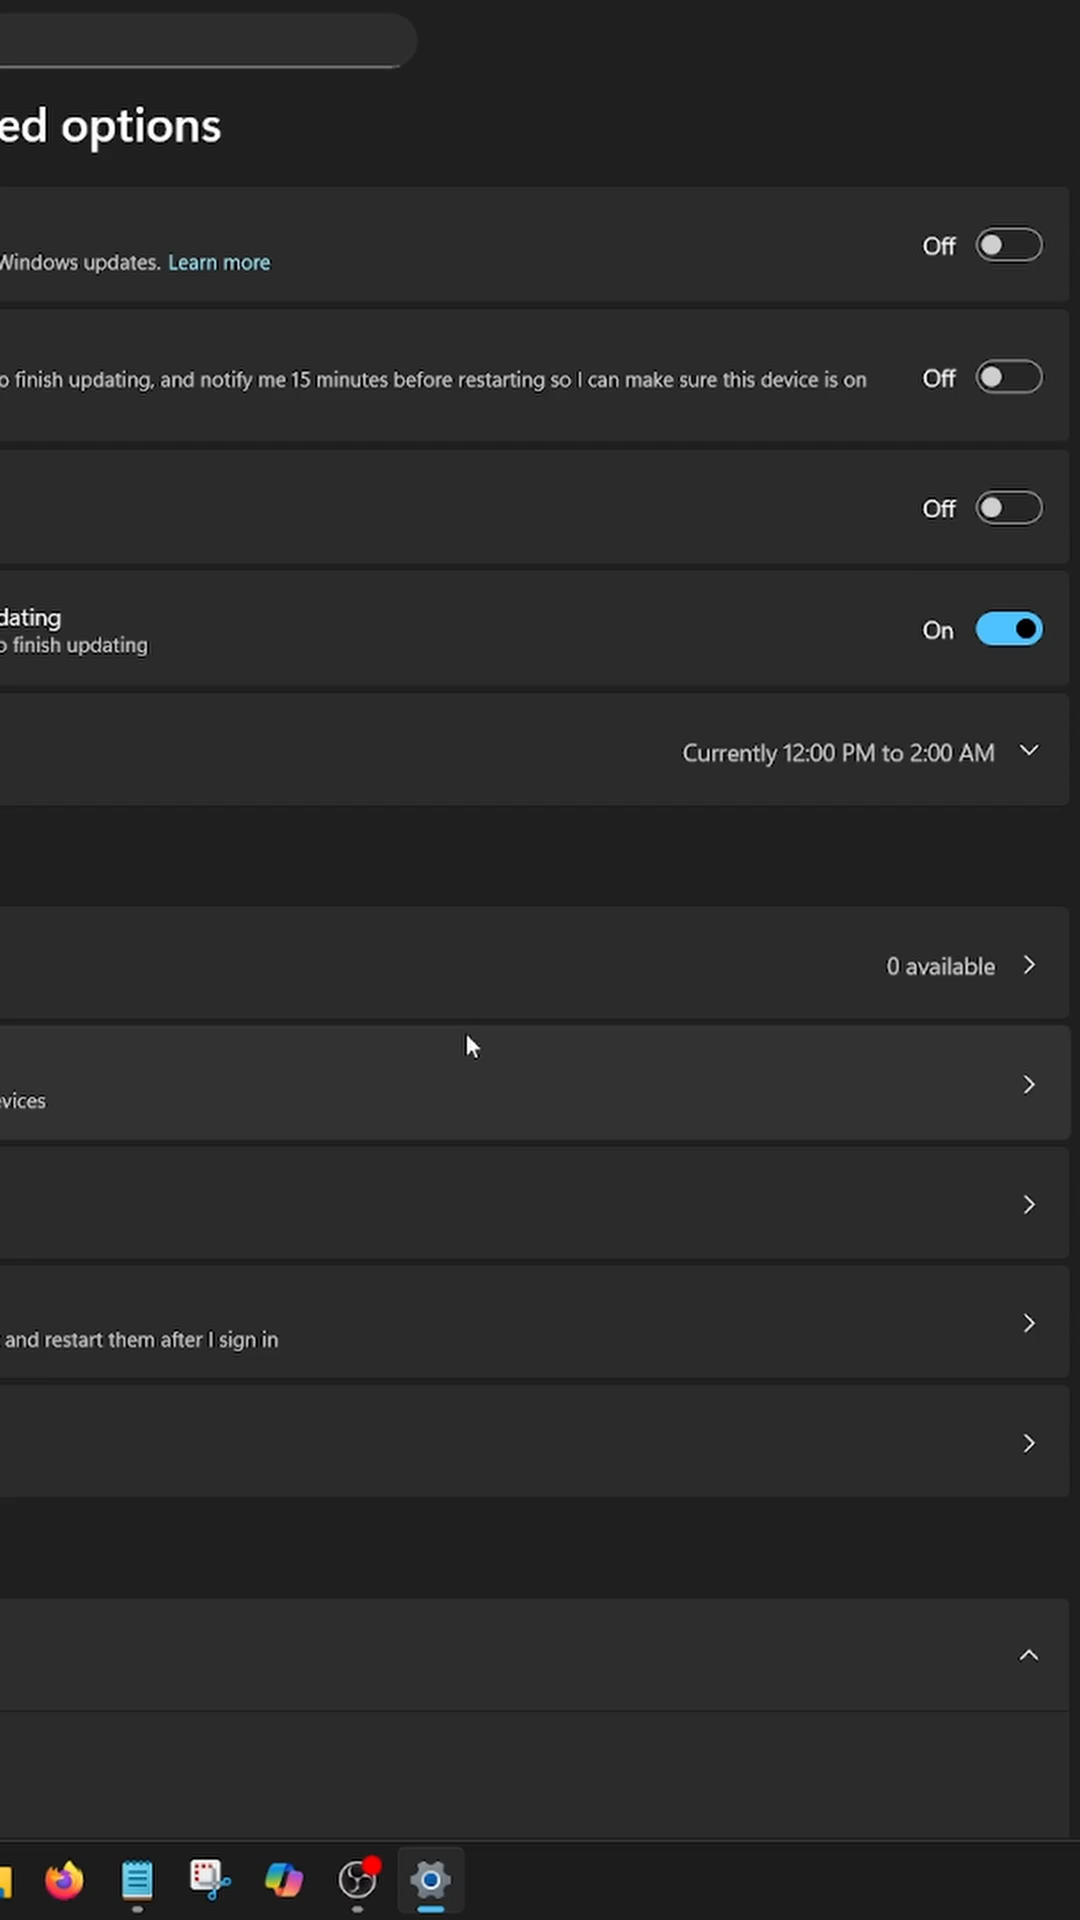 ed options
Off
Windows updates. Learn more
o finish updating, and notify me 15 minutes before restarting so I can make sure this device is on
Off
Off
dating
o finish updating
On
Currently 12:00 PM to 2:00 AM
0 available
evices
and restart them after I sign in